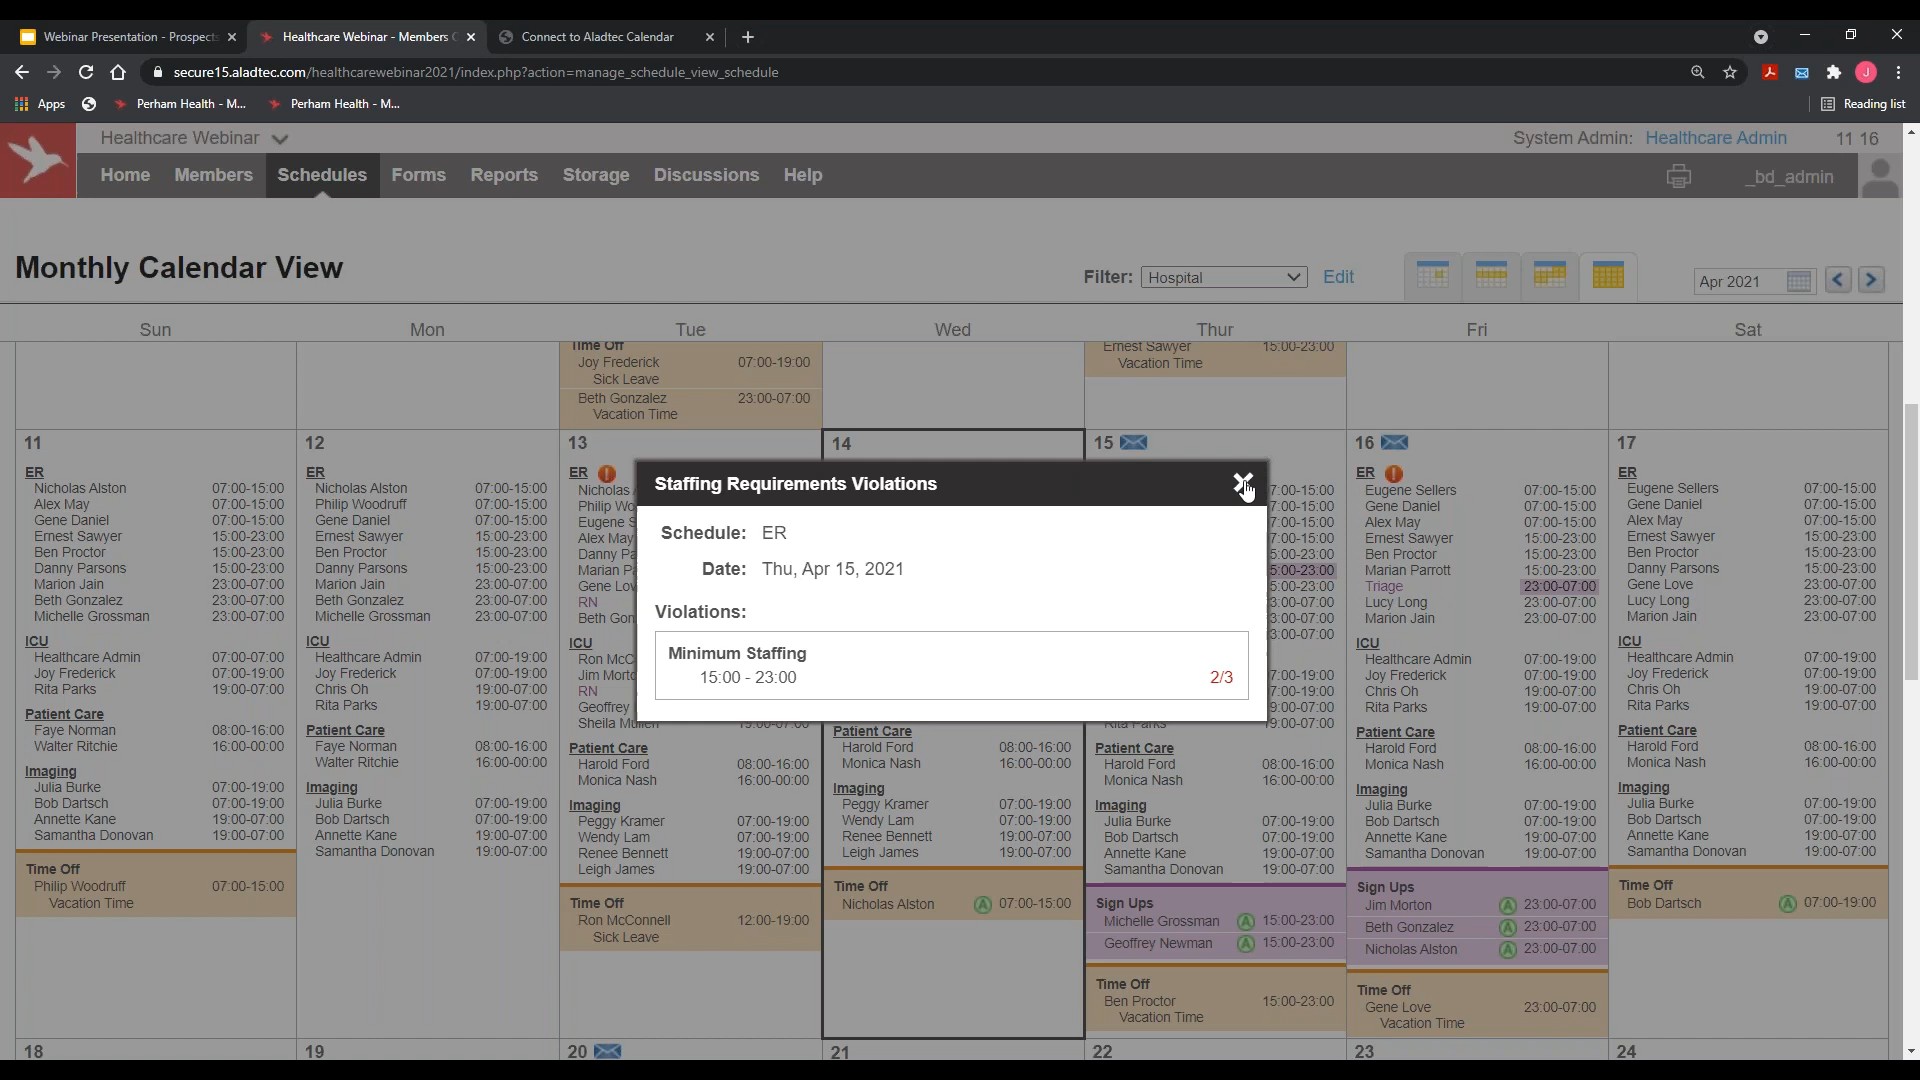 Webinar Presentation - Prospects
Healthcare Webinar - Members
Connect to Aladtec Calendar
secure15.aladtec.com/healthcarewebinar2021/index.php?action=manage_schedule_view_schedule
Apps
Perham Health - M...
Perham Health - M...
Reading list
Healthcare Webinar
System Admin: Healthcare Admin
11 16
Home Members Schedules Forms Reports Storage Discussions Help
_bd_admin
Monthly Calendar View
Filter: Hospital Edit
Apr 2021
Sun Mon Tue Wed Thur Fri Sat
Time Off
Joy Frederick 07:00-19:00
Sick Leave
Beth Gonzalez 23:00-07:00
Vacation Time
Ernest Sawyer 15:00-23:00
Vacation Time
11
ER
Nicholas Alston 07:00-15:00
Alex May 07:00-15:00
Gene Daniel 07:00-15:00
Ernest Sawyer 15:00-23:00
Ben Proctor 15:00-23:00
Danny Parsons 15:00-23:00
Marion Jain 23:00-07:00
Beth Gonzalez 23:00-07:00
Michelle Grossman 23:00-07:00
ICU
Healthcare Admin 07:00-07:00
Joy Frederick 07:00-19:00
Rita Parks 19:00-07:00
Patient Care
Faye Norman 08:00-16:00
Walter Ritchie 16:00-00:00
Imaging
Julia Burke 07:00-19:00
Bob Dartsch 07:00-19:00
Annette Kane 19:00-07:00
Samantha Donovan 19:00-07:00
Time Off
Philip Woodruff 07:00-15:00
Vacation Time
12
ER
Nicholas Alston 07:00-15:00
Philip Woodruff 07:00-15:00
Gene Daniel 07:00-15:00
Ernest Sawyer 15:00-23:00
Ben Proctor 15:00-23:00
Danny Parsons 15:00-23:00
Marion Jain 23:00-07:00
Beth Gonzalez 23:00-07:00
Michelle Grossman 23:00-07:00
ICU
Healthcare Admin 07:00-19:00
Joy Frederick 07:00-19:00
Chris Oh 19:00-07:00
Rita Parks 19:00-07:00
Patient Care
Faye Norman 08:00-16:00
Walter Ritchie 16:00-00:00
Imaging
Julia Burke 07:00-19:00
Bob Dartsch 07:00-19:00
Annette Kane 19:00-07:00
Samantha Donovan 19:00-07:00
13
ER
Nicholas
Philip
Eugene
Alex May
Danny
Marian
Gene
RN
Beth
ICU
Ron
Jim
RN
Geoffrey
Sheila
Patient Care
Harold Ford 08:00-16:00
Monica Nash 16:00-00:00
Imaging
Peggy Kramer 07:00-19:00
Wendy Lam 07:00-19:00
Renee Bennett 19:00-07:00
Leigh James 19:00-07:00
Time Off
Ron McConnell 12:00-19:00
Sick Leave
14
Staffing Requirements Violations
Schedule: ER
Date: Thu, Apr 15, 2021
Violations:
Minimum Staffing
15:00 - 23:00 2/3
Patient Care
Harold Ford 08:00-16:00
Monica Nash 16:00-00:00
Imaging
Peggy Kramer 07:00-19:00
Wendy Lam 07:00-19:00
Renee Bennett 19:00-07:00
Leigh James 19:00-07:00
Time Off
Nicholas Alston A 07:00-15:00
15
Patient Care
Harold Ford 08:00-16:00
Monica Nash 16:00-00:00
Imaging
Julia Burke 07:00-19:00
Bob Dartsch 07:00-19:00
Annette Kane 19:00-07:00
Samantha Donovan 19:00-07:00
Sign Ups
Michelle Grossman A 15:00-23:00
Geoffrey Newman A 15:00-23:00
Time Off
Ben Proctor 15:00-23:00
Vacation Time
16
ER
Eugene Sellers 07:00-15:00
Gene Daniel 07:00-15:00
Alex May 07:00-15:00
Ernest Sawyer 15:00-23:00
Ben Proctor 15:00-23:00
Marian Parrott 15:00-23:00
Triage 23:00-07:00
Lucy Long 23:00-07:00
Marion Jain 23:00-07:00
ICU
Healthcare Admin 07:00-19:00
Joy Frederick 07:00-19:00
Chris Oh 19:00-07:00
Rita Parks 19:00-07:00
Patient Care
Harold Ford 08:00-16:00
Monica Nash 16:00-00:00
Imaging
Julia Burke 07:00-19:00
Bob Dartsch 07:00-19:00
Annette Kane 19:00-07:00
Samantha Donovan 19:00-07:00
Sign Ups
Jim Morton A 23:00-07:00
Beth Gonzalez A 23:00-07:00
Nicholas Alston A 23:00-07:00
Time Off
Gene Love 23:00-07:00
Vacation Time
17
ER
Eugene Sellers 07:00-15:00
Gene Daniel 07:00-15:00
Alex May 07:00-15:00
Ernest Sawyer 15:00-23:00
Ben Proctor 15:00-23:00
Danny Parsons 15:00-23:00
Gene Love 23:00-07:00
Lucy Long 23:00-07:00
Marion Jain 23:00-07:00
ICU
Healthcare Admin 07:00-19:00
Joy Frederick 07:00-19:00
Chris Oh 19:00-07:00
Rita Parks 19:00-07:00
Patient Care
Harold Ford 08:00-16:00
Monica Nash 16:00-00:00
Imaging
Julia Burke 07:00-19:00
Bob Dartsch 07:00-19:00
Annette Kane 19:00-07:00
Samantha Donovan 19:00-07:00
Time Off
Bob Dartsch A 07:00-19:00
18 19 20 21 22 23 24